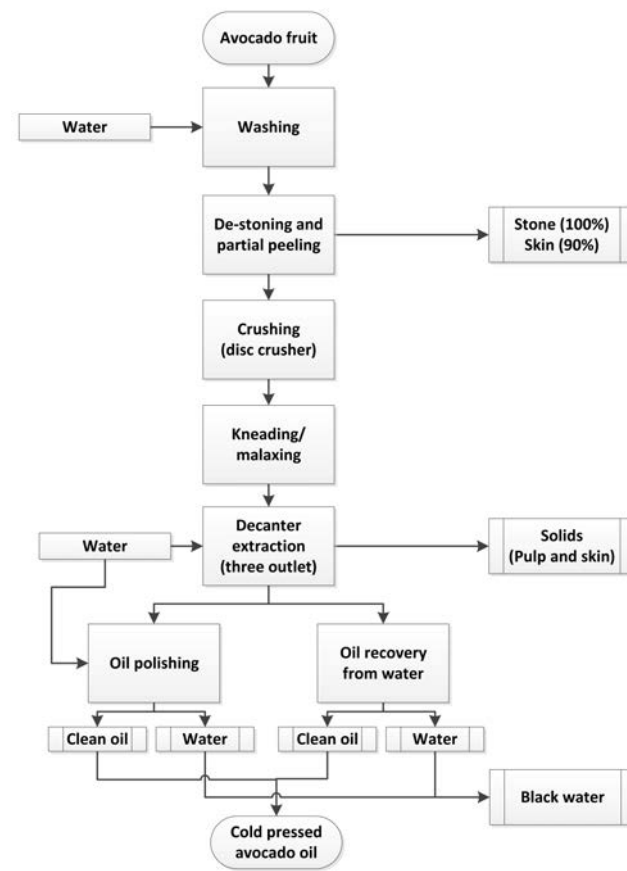 Avocado fruit
Water
Washing
De-stoning and
partial peeling
Stone (100%)
Skin (90%)
Crushing
(disc crusher)
Kneading/
malaxing
Water
Decanter
extraction
(three outlet)
Solids
(Pulp and skin)
Oil polishing
Oil recovery
from water
Clean oil
Water
Clean oil
Water
Black water
Cold pressed
avocado oil